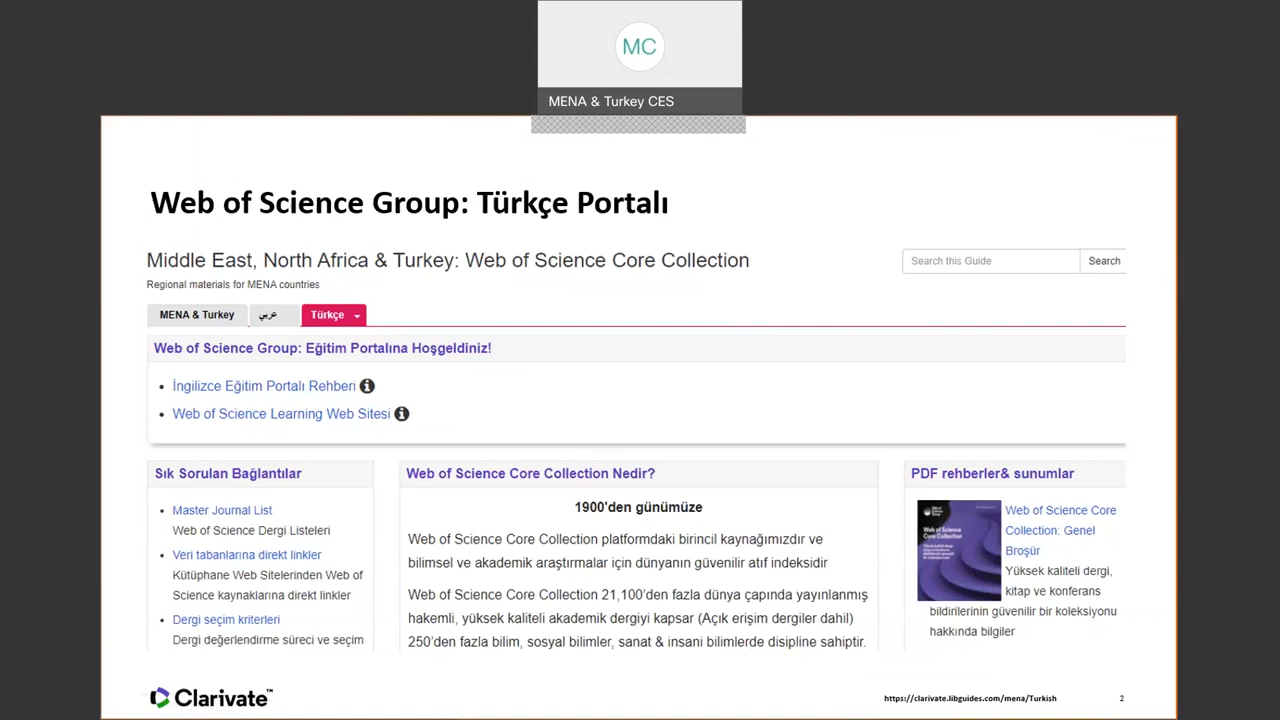 MC
MENA & Turkey CES
Web of Science Group: Türkçe Portalı
Middle East, North Africa & Turkey: Web of Science Core Collection
Search this Guide
Search
Regional materials for MENA countries
MENA & Turkey
عربي
Türkçe
Web of Science Group: Eğitim Portalına Hoşgeldiniz!
İngilizce Eğitim Portalı Rehberi
Web of Science Learning Web Sitesi
Sık Sorulan Bağlantılar
Master Journal List
Web of Science Dergi Listeleri
Veri tabanlarına direkt linkler
Kütüphane Web Sitelerinden Web of
Science kaynaklarına direkt linkler
Dergi seçim kriterleri
Dergi değerlendirme süreci ve seçim
Web of Science Core Collection Nedir?
1900'den günümüze
Web of Science Core Collection platformdaki birincil kaynağımızdır ve
bilimsel ve akademik araştırmalar için dünyanın güvenilir atıf indeksidir
Web of Science Core Collection 21,100’den fazla dünya çapında yayınlanmış
hakemli, yüksek kaliteli akademik dergiyi kapsar (Açık erişim dergiler dahil)
250’den fazla bilim, sosyal bilimler, sanat & insani bilimlerde disipline sahiptir.
PDF rehberler& sunumlar
Web of Science
Core Collection
Web of Science Core
Collection: Genel
Broşür
Yüksek kaliteli dergi,
kitap ve konferans
bildirilerinin güvenilir bir koleksiyonu
hakkında bilgiler
Clarivate™
https://clarivate.libguides.com/mena/Turkish
2